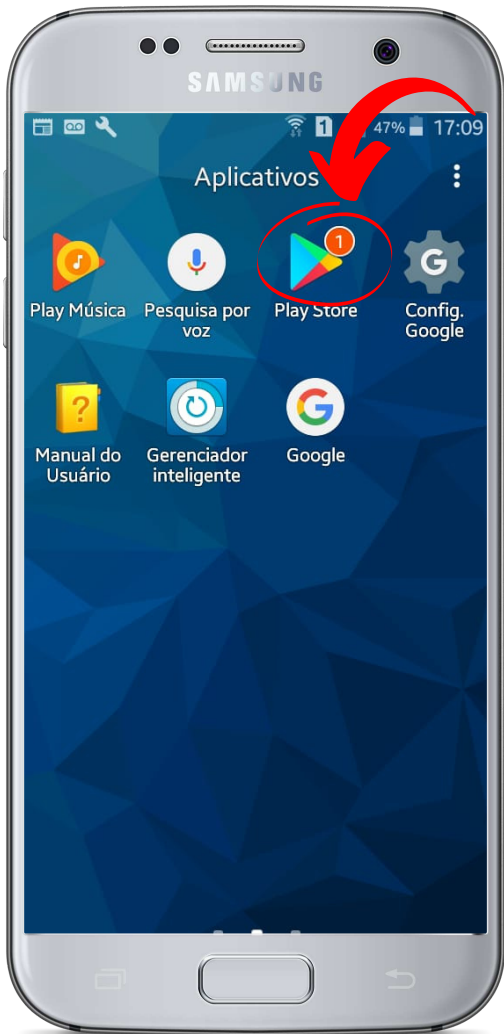 SAMSUNG
1 47% 17:09
Aplicativos
1
Play Música Pesquisa por voz Play Store Config. Google
Manual do Usuário Gerenciador inteligente Google